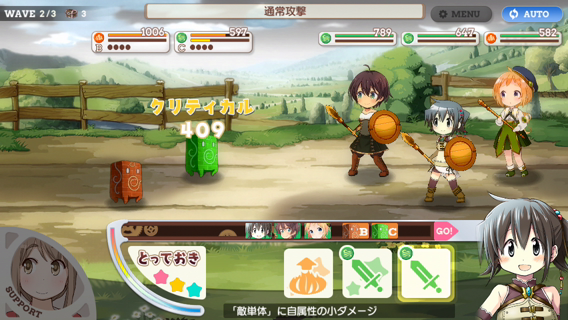 WAVE 2/3 3
通常攻撃
MENU
AUTO
1006
597
789
647
582
B
C
クリティカル
409
B
C
GO!
とっておき
SUPPORT
「敵単体」に自属性の小ダメージ